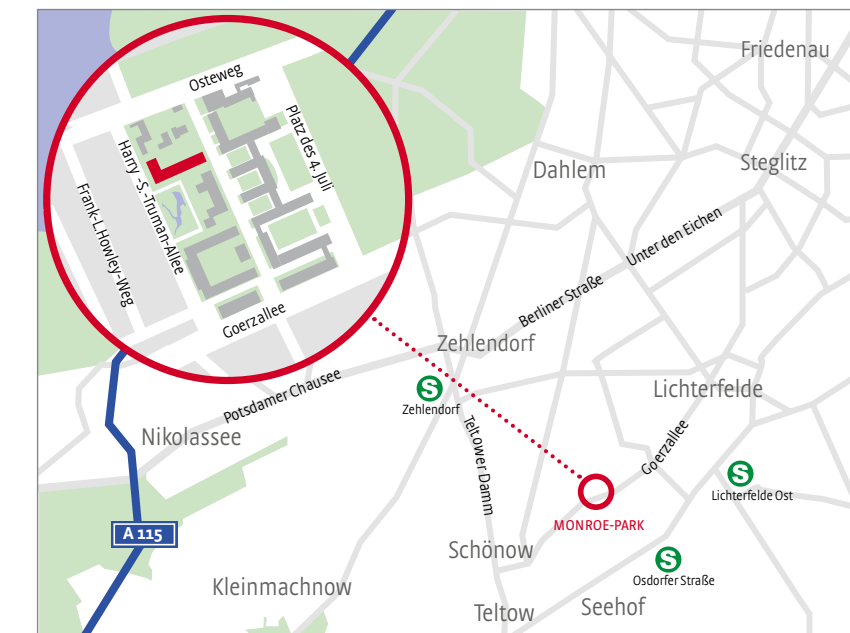 Friedenau
Osteweg
Platz des 4. Juli
Dahlem
Steglitz
Harry -S.-Truman-Allee
Frank-L.Howley-Weg
Unter den Eichen
Berliner Straße
Goerzallee
Zehlendorf
Potsdamer Chausee
S
Zehlendorf
Lichterfelde
Nikolassee
Teltower Damm
Goerzallee
S
Lichterfelde Ost
MONROE-PARK
A 115
Schönow
S
Osdorfer Straße
Kleinmachnow
Teltow
Seehof